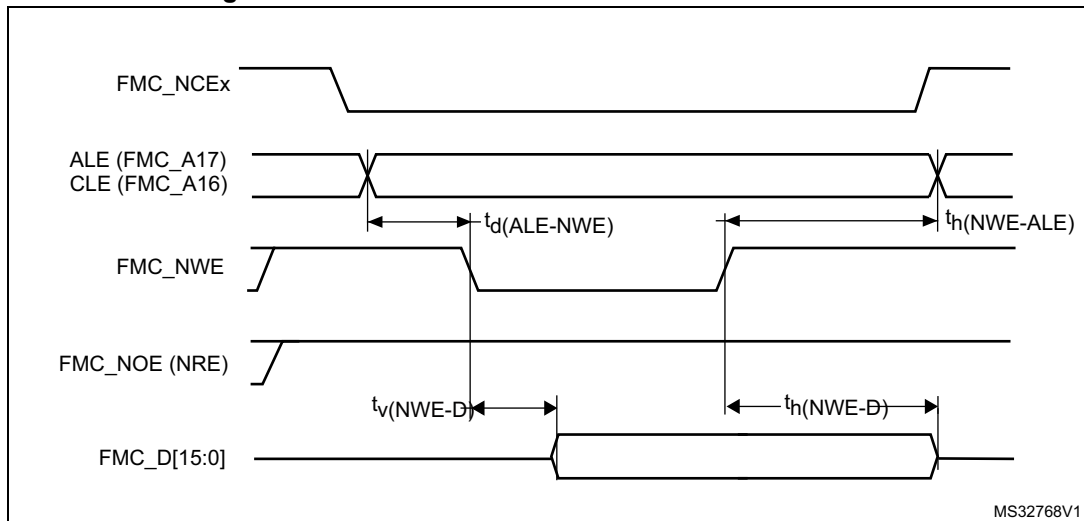 FMC_NCEx
ALE (FMC_A17)
CLE (FMC_A16)
td(ALE-NWE)
th(NWE-ALE)
FMC_NWE
FMC_NOE (NRE)
tv(NWE-D)
th(NWE-D)
FMC_D[15:0]
MS32768V1